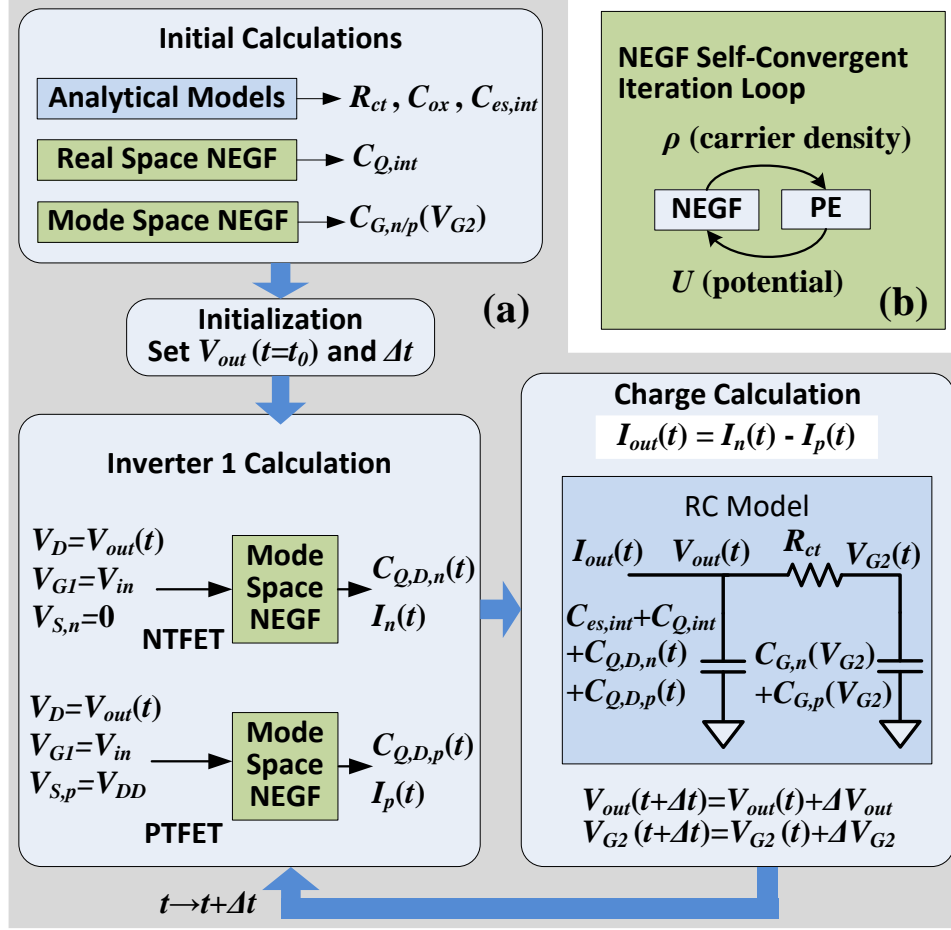 Initial Calculations
Analytical Models
R_ct , C_ox , C_es,int
Real Space NEGF
C_Q,int
Mode Space NEGF
C_G,n/p(V_G2)
(a)
Initialization
Set V_out (t=t_0) and Δt
Inverter 1 Calculation
V_D=V_out(t)
V_G1=V_in
V_S,n=0
NTFET
Mode
Space
NEGF
C_Q,D,n(t)
I_n(t)
V_D=V_out(t)
V_G1=V_in
V_S,p=V_DD
PTFET
Mode
Space
NEGF
C_Q,D,p(t)
I_p(t)
t→t+Δt
NEGF Self-Convergent
Iteration Loop
ρ (carrier density)
NEGF
PE
U (potential)
(b)
Charge Calculation
I_out(t) = I_n(t) - I_p(t)
RC Model
I_out(t)
V_out(t)
R_ct
V_G2(t)
C_es,int+C_Q,int
+C_Q,D,n(t)
+C_Q,D,p(t)
C_G,n(V_G2)
+C_G,p(V_G2)
V_out(t+Δt)=V_out(t)+ΔV_out
V_G2 (t+Δt)=V_G2 (t)+ΔV_G2